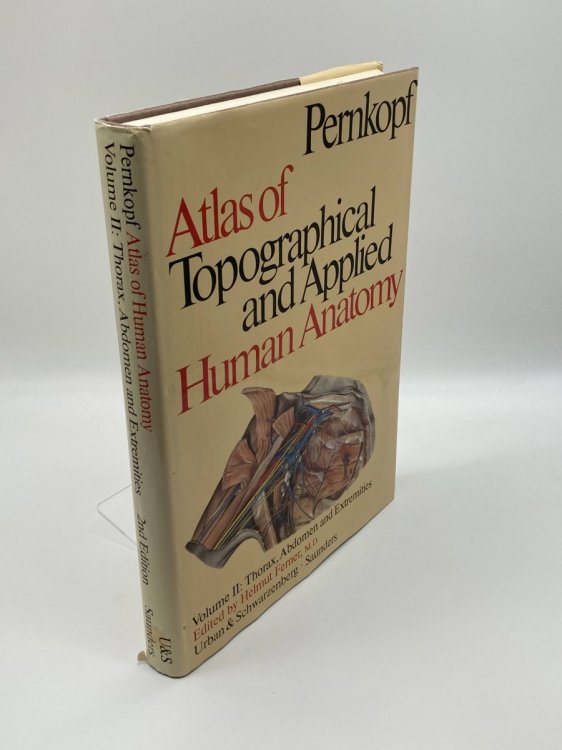 Pernkopf
Atlas of
Topographical
and Applied
Human Anatomy
Volume II: Thorax, Abdomen and Extremities
Edited by Helmut Ferner, M.D.
Urban & Schwarzenberg · Saunders
Pernkopf Atlas of Human Anatomy
Volume II: Thorax, Abdomen and Extremities 2nd Edition
U&S
Saunders